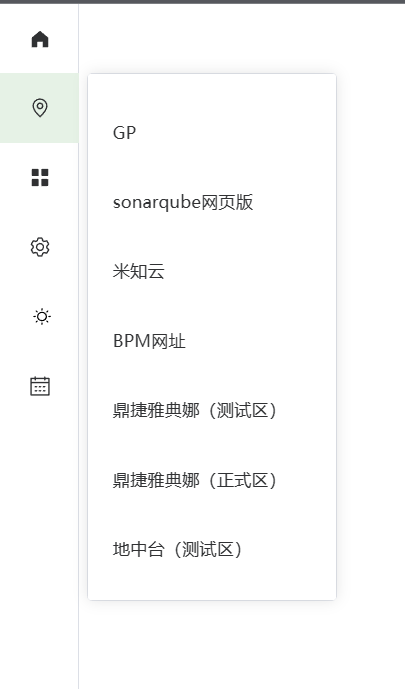 GP
sonarqube网页版
米知云
BPM网址
鼎捷雅典娜（测试区）
鼎捷雅典娜（正式区）
地中台（测试区）